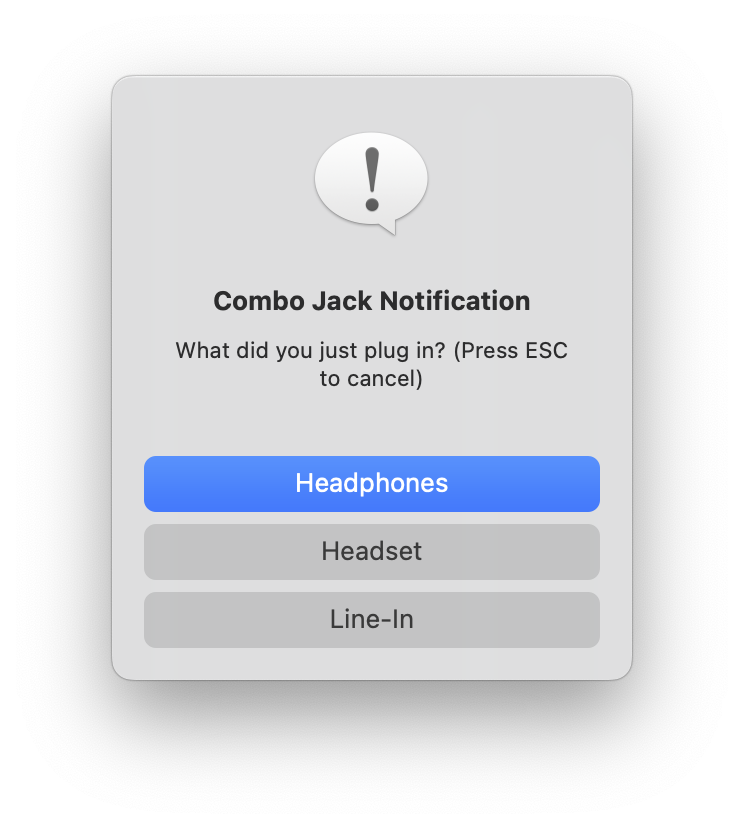 Combo Jack Notification
What did you just plug in? (Press ESC
to cancel)
Headphones
Headset
Line-In